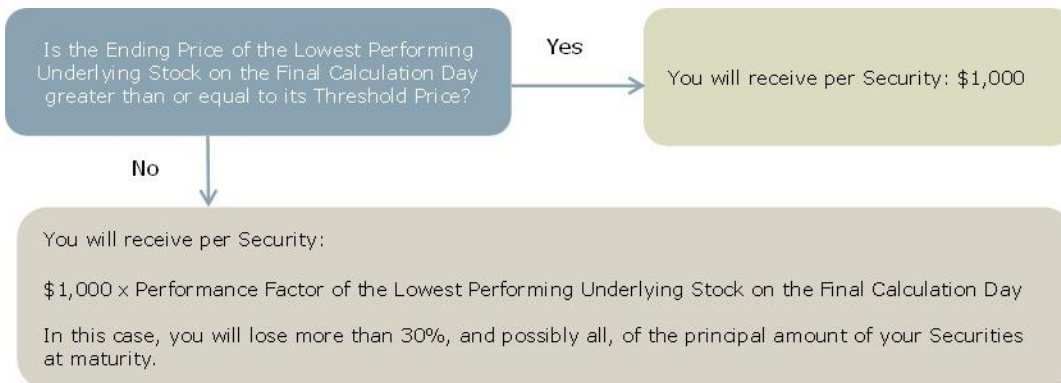 Is the Ending Price of the Lowest Performing
Underlying Stock on the Final Calculation Day
greater than or equal to its Threshold Price?
Yes
You will receive per Security: $1,000
No
You will receive per Security:
$1,000 x Performance Factor of the Lowest Performing Underlying Stock on the Final Calculation Day
In this case, you will lose more than 30%, and possibly all, of the principal amount of your Securities
at maturity.